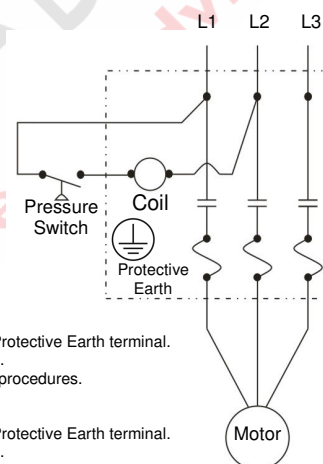 L1 L2 L3
Pressure
Switch
Coil
Protective
Earth
Protective Earth terminal.
.
procedures.
Protective Earth terminal.
.
Motor